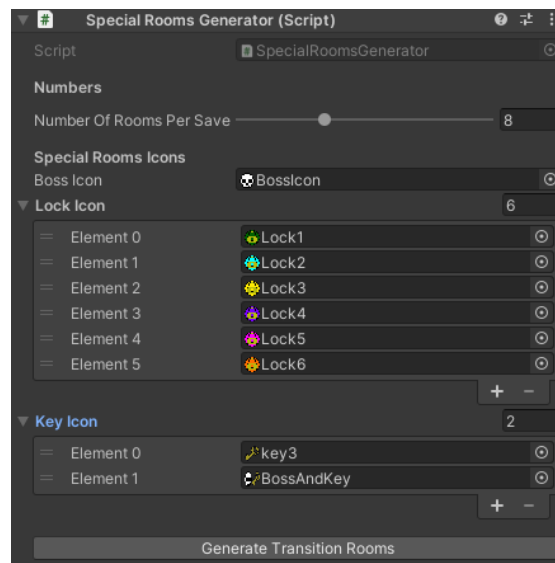 # Special Rooms Generator (Script)
Script # SpecialRoomsGenerator
Numbers
Number Of Rooms Per Save 8
Special Rooms Icons
Boss Icon BossIcon
Lock Icon 6
Element 0 Lock1
Element 1 Lock2
Element 2 Lock3
Element 3 Lock4
Element 4 Lock5
Element 5 Lock6
+ −
Key Icon 2
Element 0 key3
Element 1 BossAndKey
+ −
Generate Transition Rooms